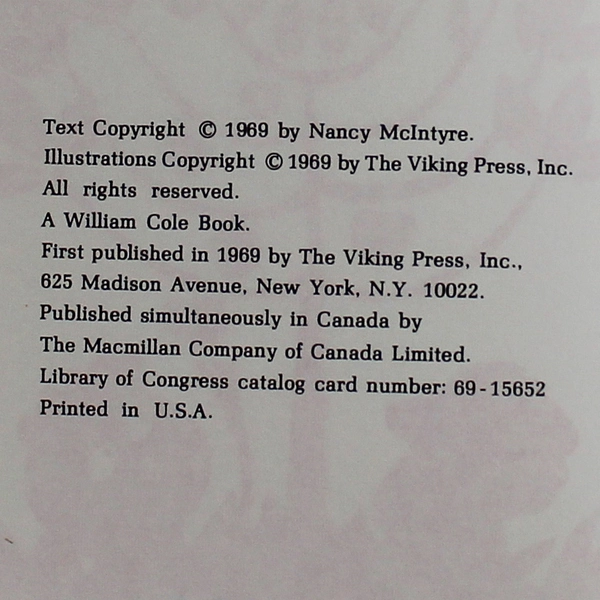 Text Copyright © 1969 by Nancy McIntyre.
Illustrations Copyright © 1969 by The Viking Press, Inc.
All rights reserved.
A William Cole Book.
First published in 1969 by The Viking Press, Inc.,
625 Madison Avenue, New York, N.Y. 10022.
Published simultaneously in Canada by
The Macmillan Company of Canada Limited.
Library of Congress catalog card number: 69-15652
Printed in U.S.A.